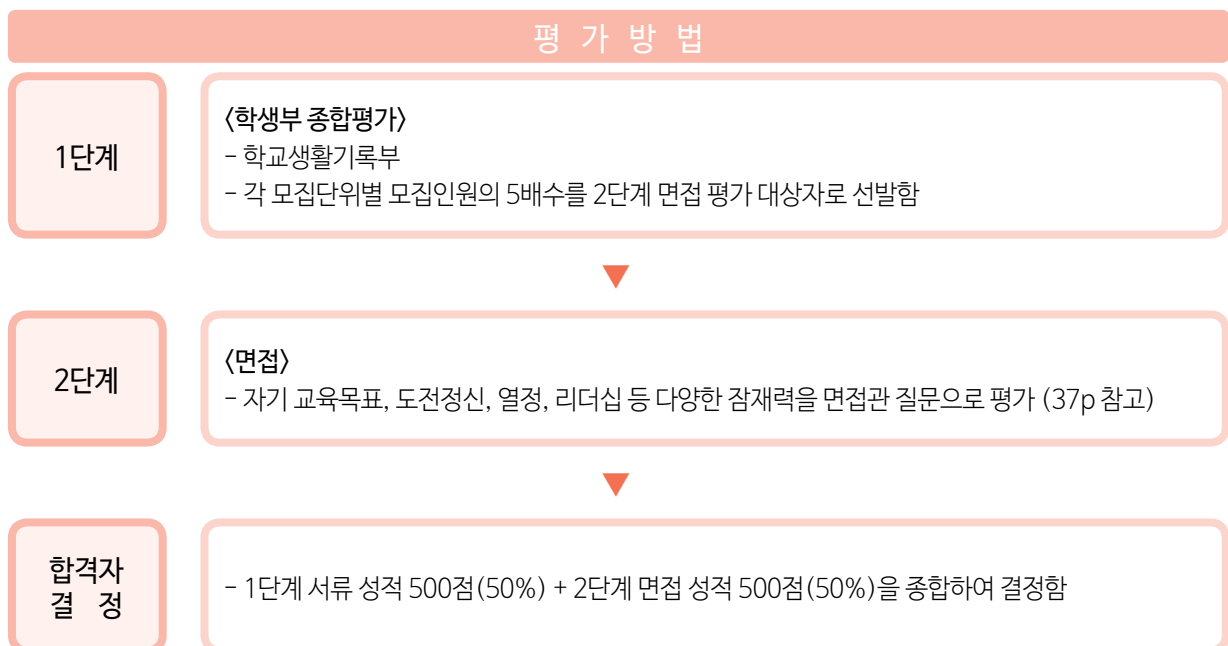 평 가 방 법
1단계
<학생부 종합평가>
- 학교생활기록부
- 각 모집단위별 모집인원의 5배수를 2단계 면접 평가 대상자로 선발함
2단계
<면접>
- 자기 교육목표, 도전정신, 열정, 리더십 등 다양한 잠재력을 면접관 질문으로 평가 (37p 참고)
합격자
결 정
- 1단계 서류 성적 500점(50%) + 2단계 면접 성적 500점(50%)을 종합하여 결정함